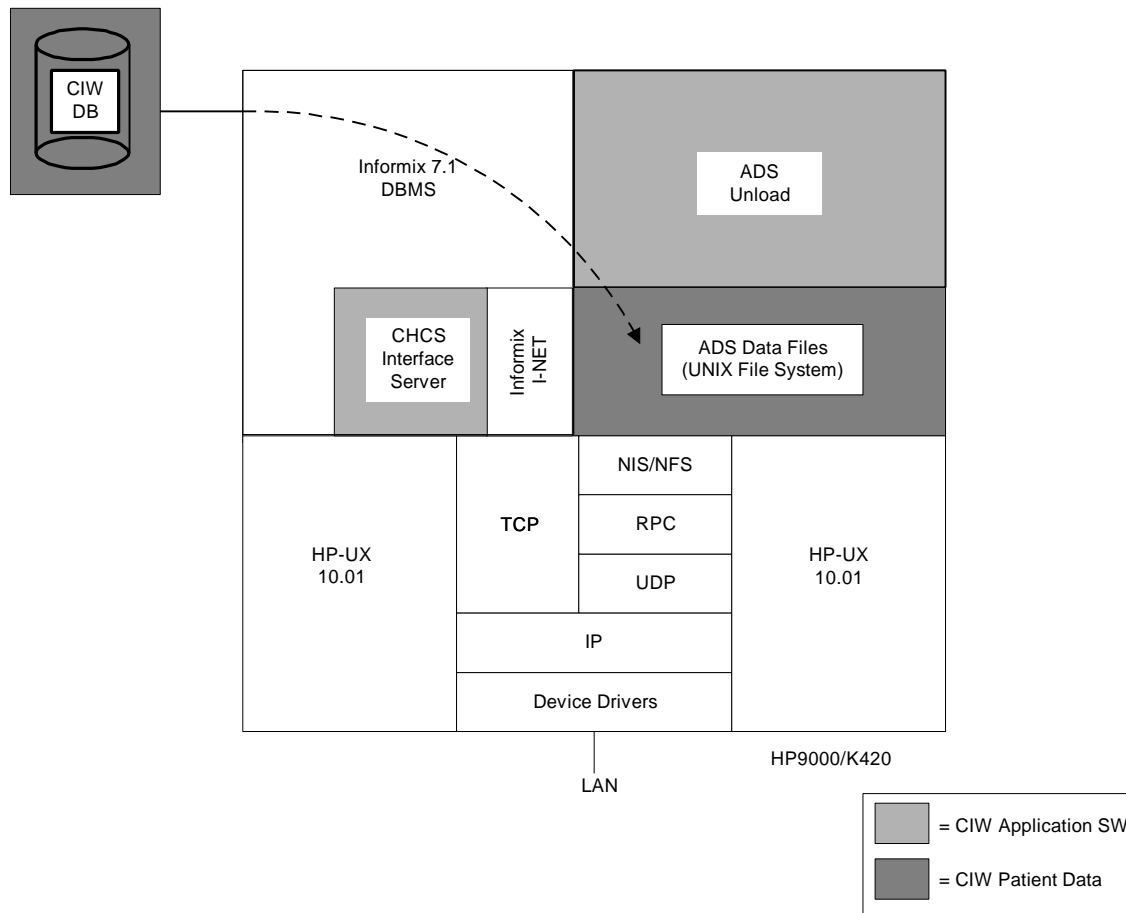 CIW
DB
Informix 7.1
DBMS
ADS
Unload
CHCS
Interface
Server
Informix
I-NET
ADS Data Files
(UNIX File System)
HP-UX
10.01
TCP
NIS/NFS
RPC
UDP
IP
Device Drivers
HP-UX
10.01
LAN
HP9000/K420
= CIW Application SW
= CIW Patient Data